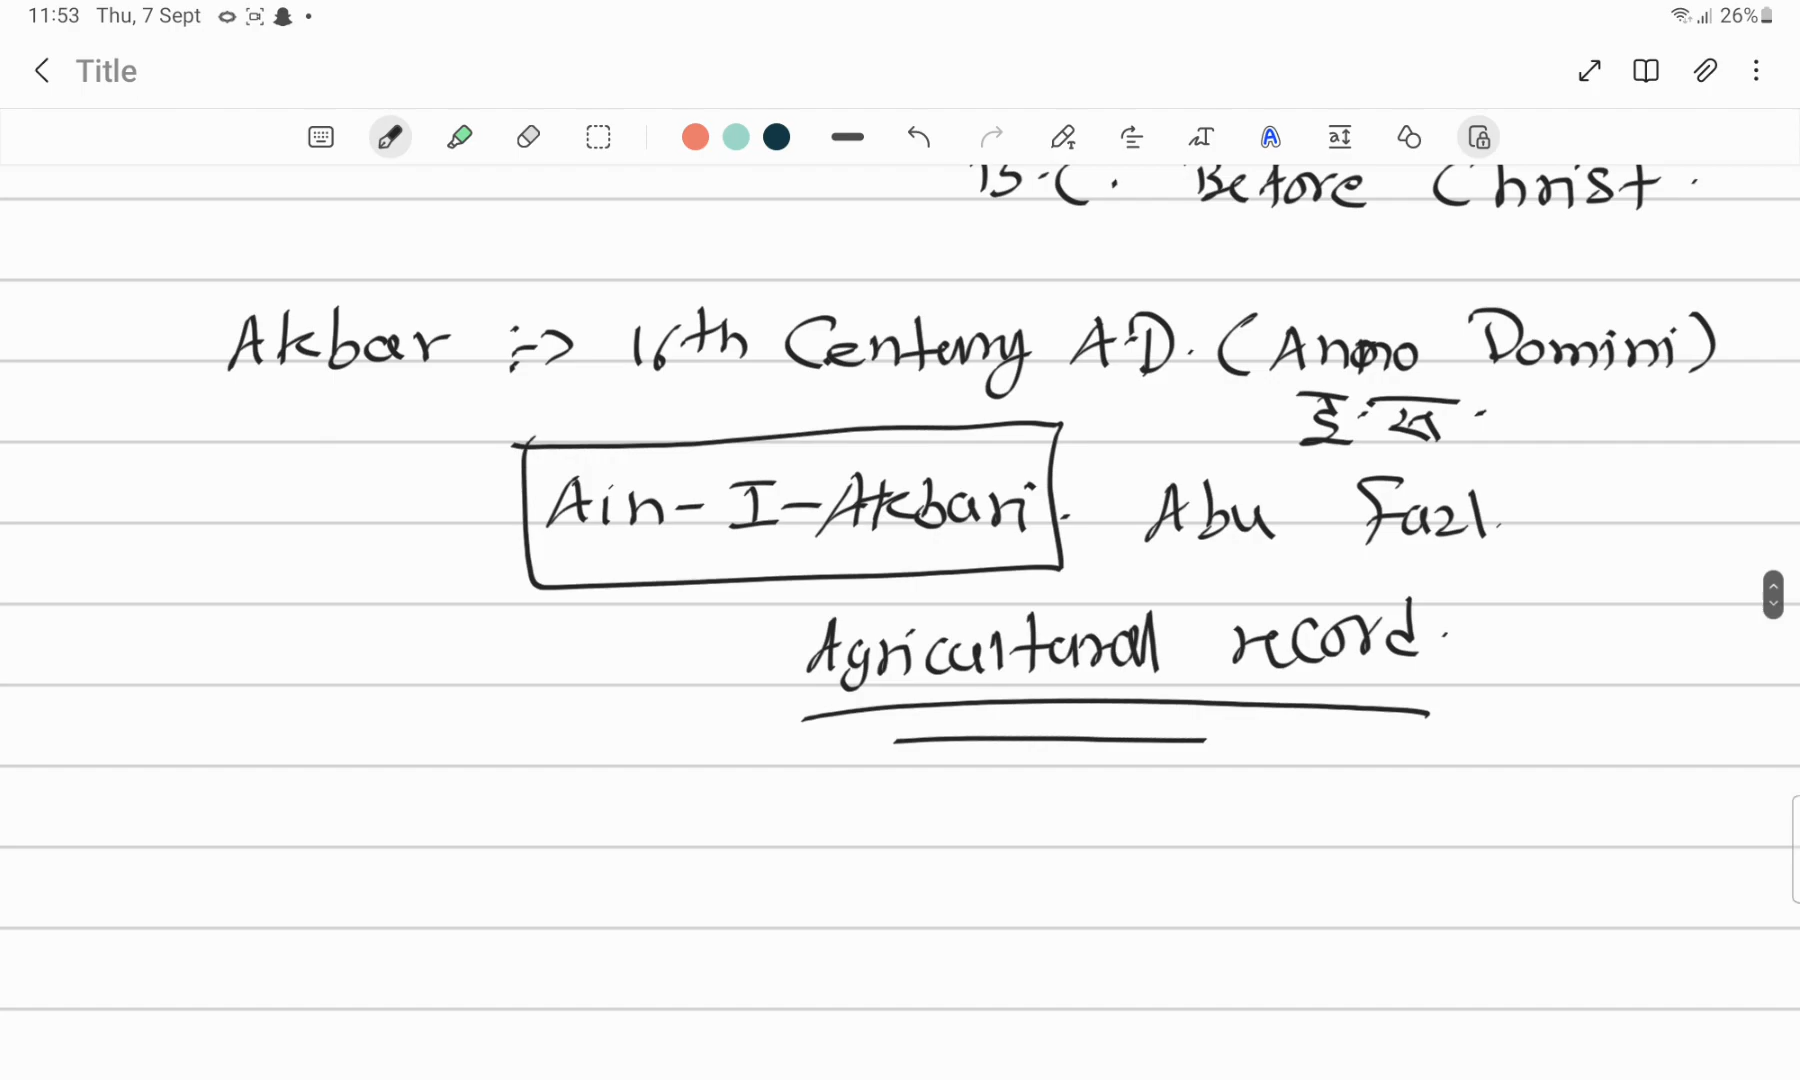 11:53 Thu, 7 Sept 26%
Title
B.C. Before Christ.
Akbar :-> 16th Century A.D. (Anno Domini)
Ain-I-Akbari. Abu Fazl.
Agricultural record.